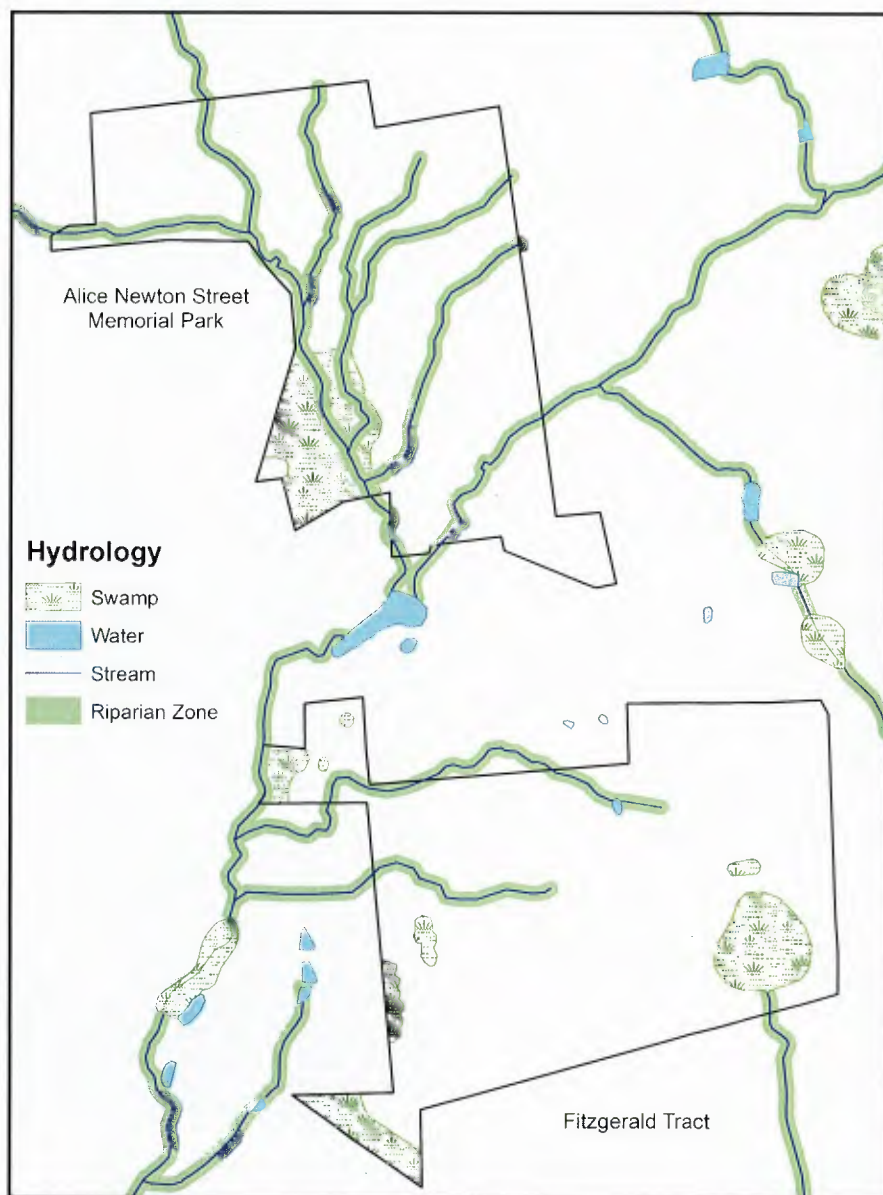 Alice Newton Street
Memorial Park
Hydrology
Swamp
Water
Stream
Riparian Zone
Fitzgerald Tract